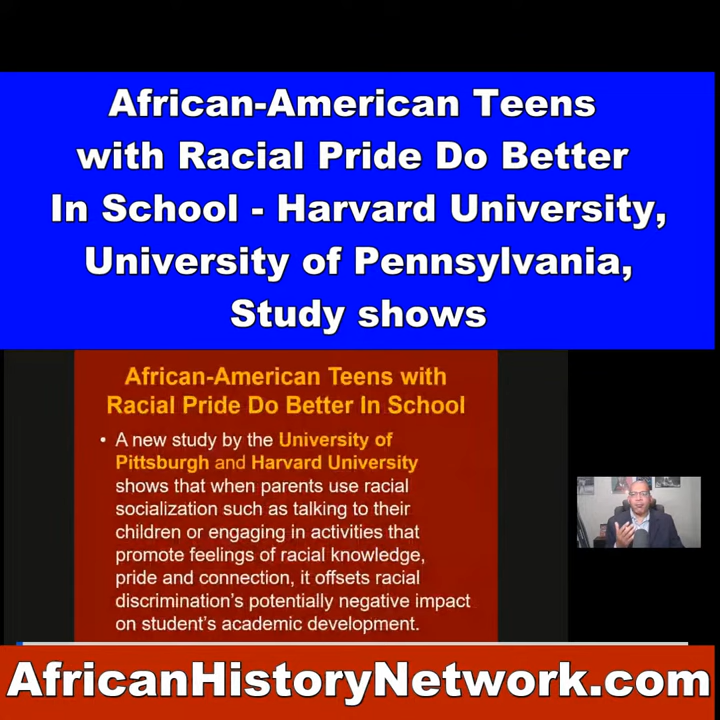 African-American Teens
with Racial Pride Do Better
In School - Harvard University,
University of Pennsylvania,
Study shows
African-American Teens with
Racial Pride Do Better In School
• A new study by the University of
Pittsburgh and Harvard University
shows that when parents use racial
socialization such as talking to their
children or engaging in activities that
promote feelings of racial knowledge,
pride and connection, it offsets racial
discrimination's potentially negative impact
on student's academic development.
AfricanHistoryNetwork.com